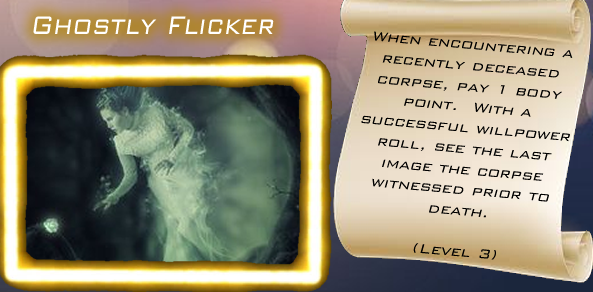 Ghostly Flicker
When encountering a
recently deceased
corpse, pay 1 body
point. With a
successful willpower
roll, see the last
image the corpse
witnessed prior to
death.
(Level 3)